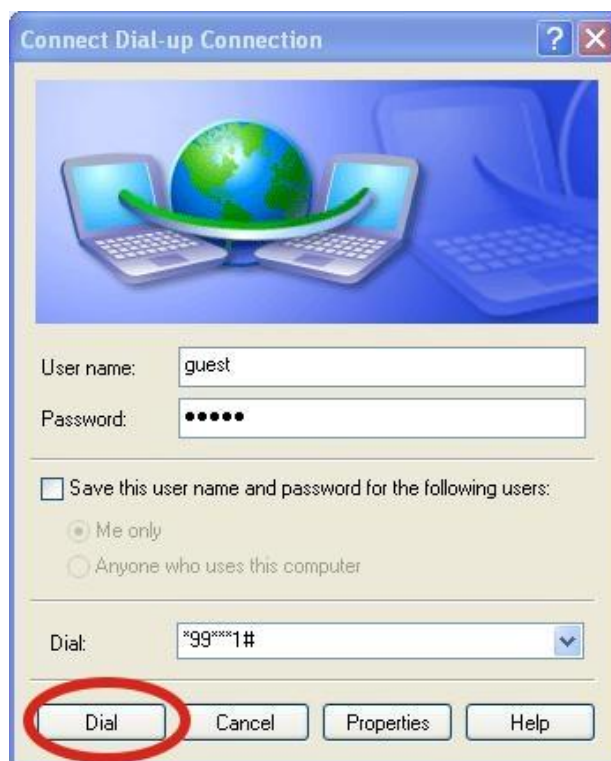 Connect Dial-up Connection
User name: guest
Password: •••••
Save this user name and password for the following users:
Me only
Anyone who uses this computer
Dial: *99***1#
Dial Cancel Properties Help